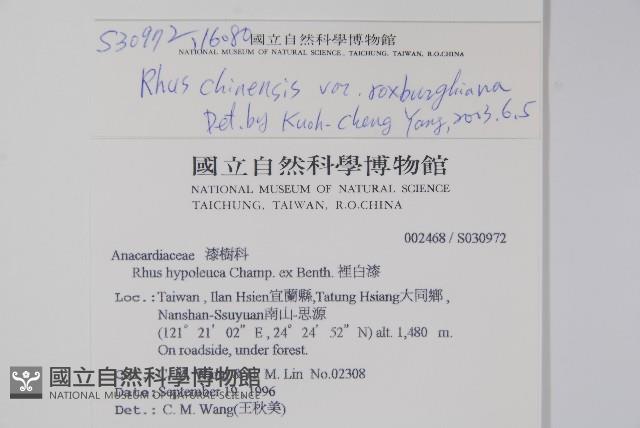 S30972, 16080 國立自然科學博物館
NATIONAL MUSEUM OF NATURAL SCIENCE, TAICHUNG, TAIWAN, R.O.CHINA
Rhus chinensis var. roxburghiana
Det. by Kuoh-cheng Yang, 2003.6.5
國立自然科學博物館
NATIONAL MUSEUM OF NATURAL SCIENCE
TAICHUNG, TAIWAN, R.O.CHINA
002468 / S030972
Anacardiaceae 漆樹科
Rhus hypoleuca Champ. ex Benth. 裡白漆
Loc.:Taiwan , Ilan Hsien宜蘭縣,Tatung Hsiang大同鄉 ,
Nanshan-Ssuyuan南山-思源
(121° 21' 02" E , 24° 24' 52" N) alt. 1,480 m.
On roadside, under forest.
M. Lin No.02308
Date:September 19 , 1996
Det.: C. M. Wang(王秋美)
國立自然科學博物館
NATIONAL MUSEUM OF NATURAL SCIENCE